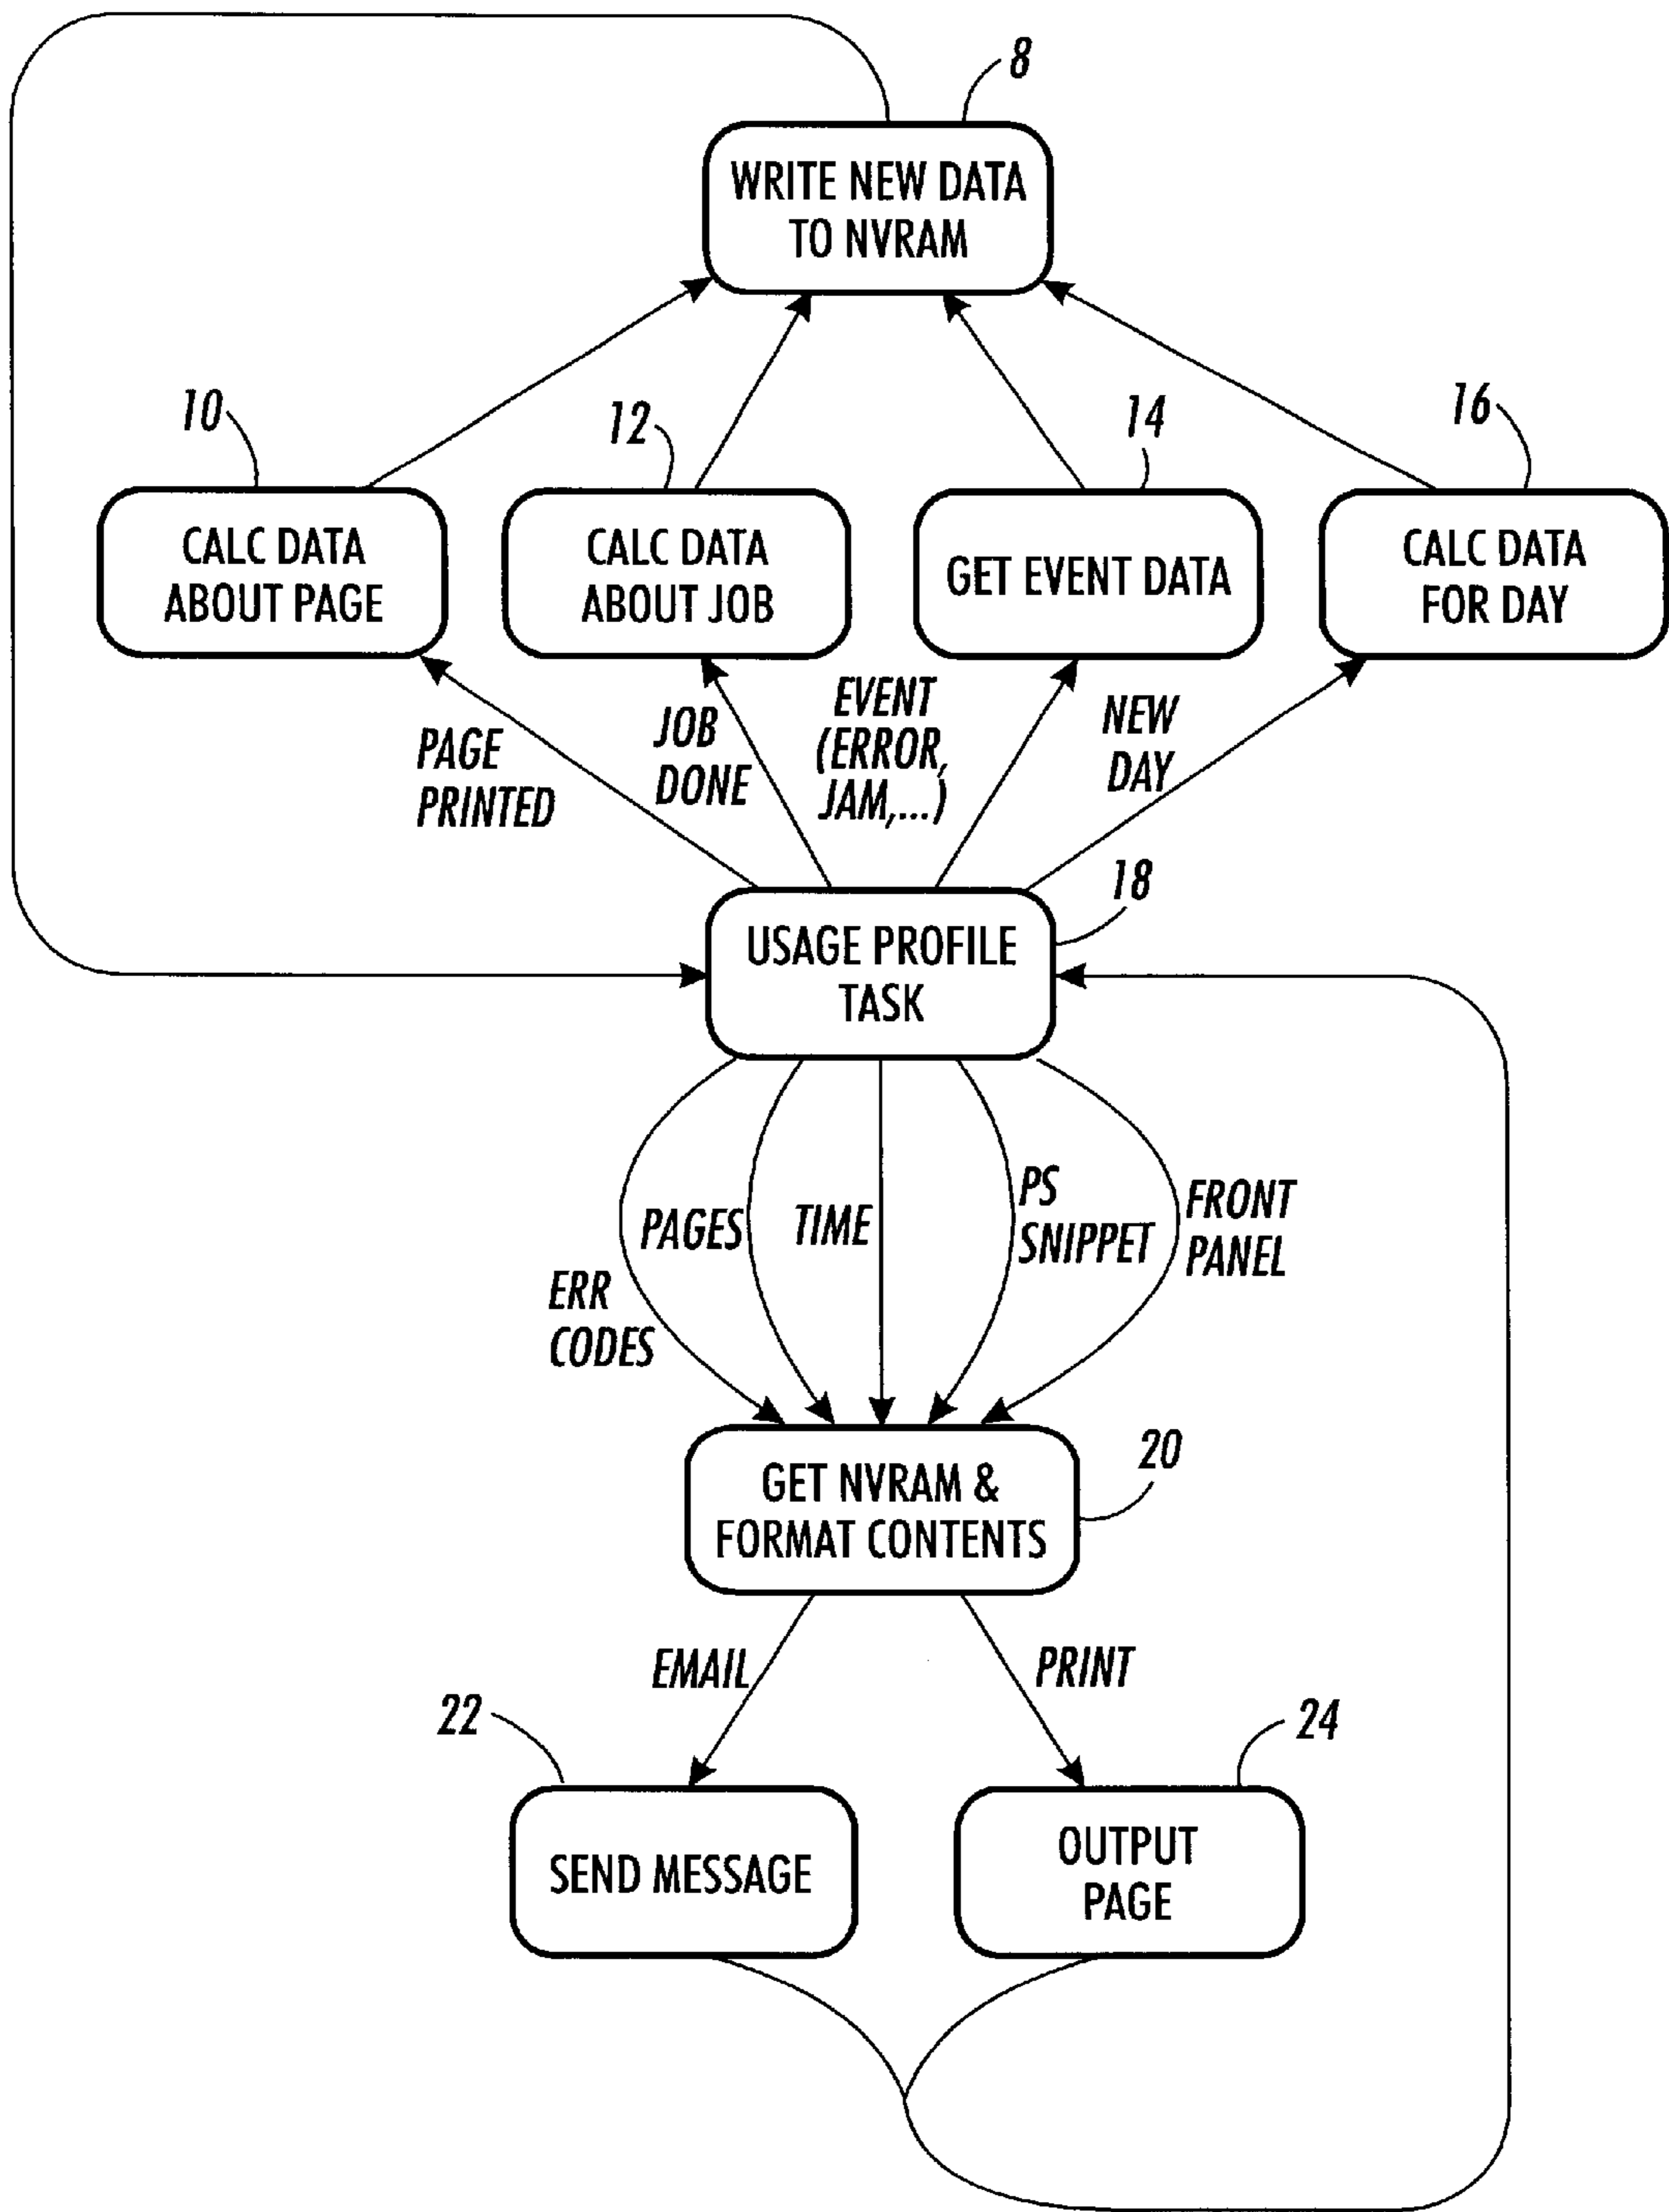 8
WRITE NEW DATA
TO NVRAM
10
12
14
16
CALC DATA
ABOUT PAGE
CALC DATA
ABOUT JOB
GET EVENT DATA
CALC DATA
FOR DAY
PAGE
PRINTED
JOB
DONE
EVENT
(ERROR,
JAM,...)
NEW
DAY
18
USAGE PROFILE
TASK
ERR
CODES
PAGES
TIME
PS
SNIPPET
FRONT
PANEL
20
GET NVRAM &
FORMAT CONTENTS
EMAIL
PRINT
22
24
SEND MESSAGE
OUTPUT
PAGE